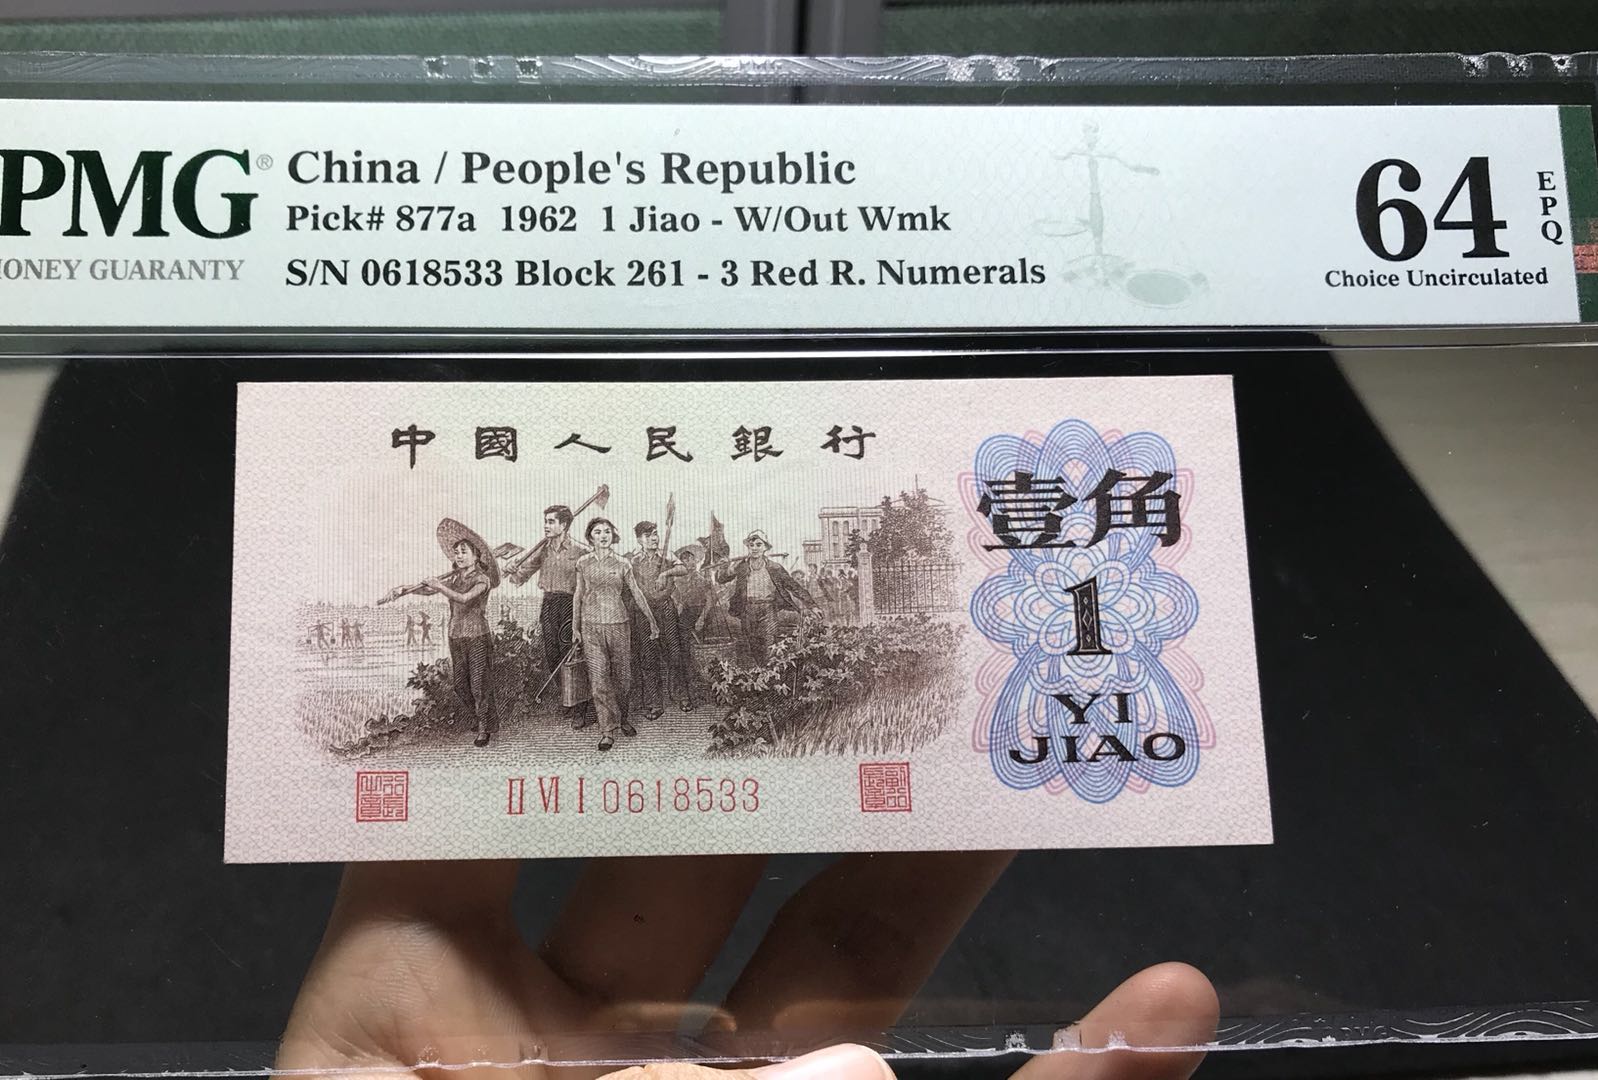 PMG® China / People's Republic
Pick# 877a 1962 1 Jiao - W/Out Wmk
MONEY GUARANTY S/N 0618533 Block 261 - 3 Red R. Numerals
64
EPQ
Choice Uncirculated
中國人民銀行
壹角
1
YI
JIAO
II VI I 0618533